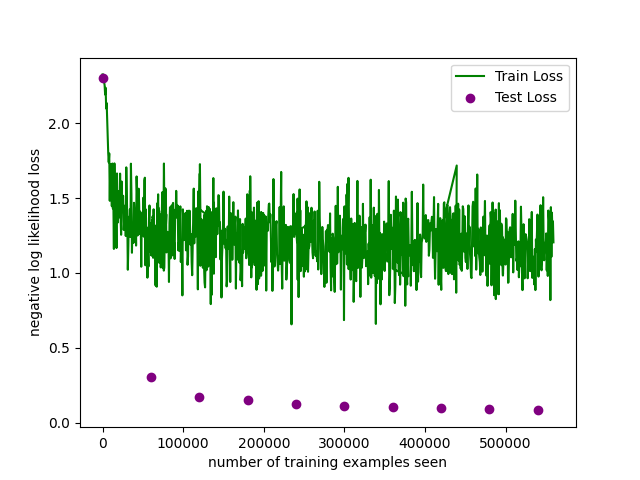 Train Loss
Test Loss
2.0
1.5
1.0
0.5
0.0
negative log likelihood loss
0 100000 200000 300000 400000 500000
number of training examples seen